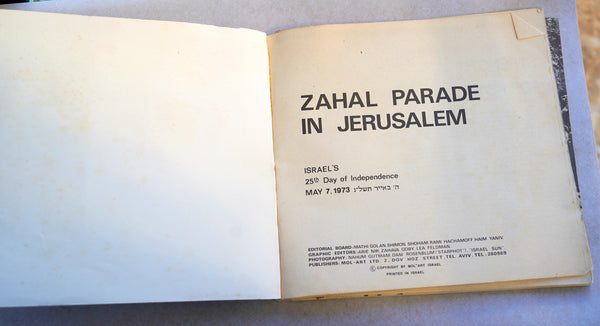 ZAHAL PARADE
IN JERUSALEM
ISRAEL'S
25th Day of Independence
MAY 7, 1973 ה׳ באייר תשל״ג
EDITORIAL BOARD-MATHI GOLAN SHIMON SHOHAM, RAMI HACHAMOFF HAIM YANIV.
GRAPHIC EDITORS: ARIE NIR, ZAHAVA GOBY, LEA FELDMAN.
PHOTOGRAPHY: NAHUM GUTMAM, DANI ROSENBLUM "STARPHOT"), 'ISRAEL SUN'
PUBLISHERS: MOL-ART LTD. 7, DOV HOZ STREET, TEL AVIV. TEL. 280969
© COPYRIGHT BY MOL'ART ISRAEL
PRINTED IN ISRAEL